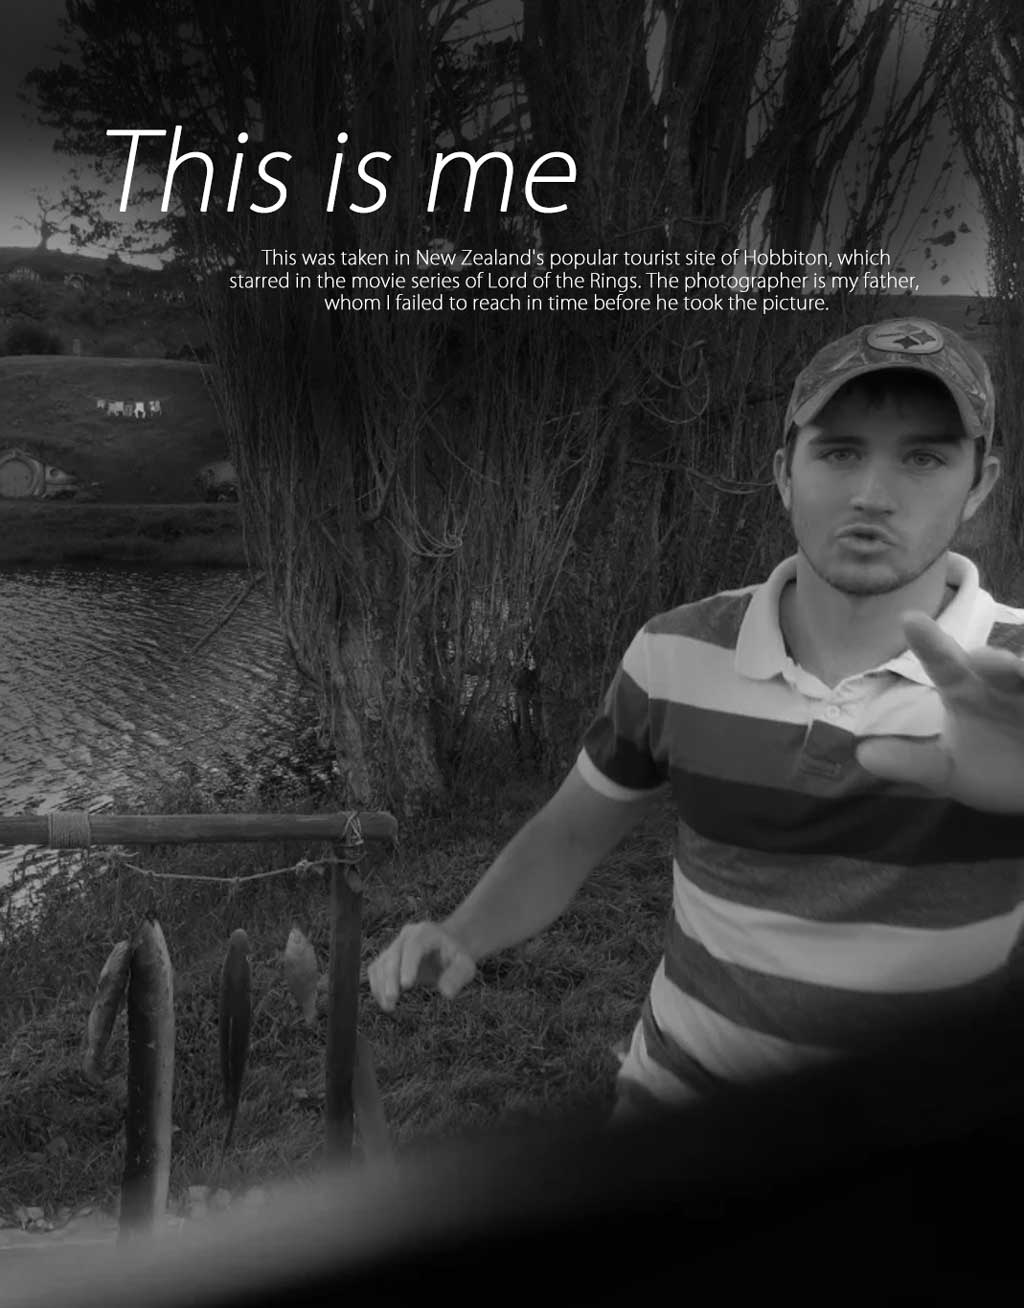 This is me
This was taken in New Zealand's popular tourist site of Hobbiton, which
starred in the movie series of Lord of the Rings. The photographer is my father,
whom I failed to reach in time before he took the picture.